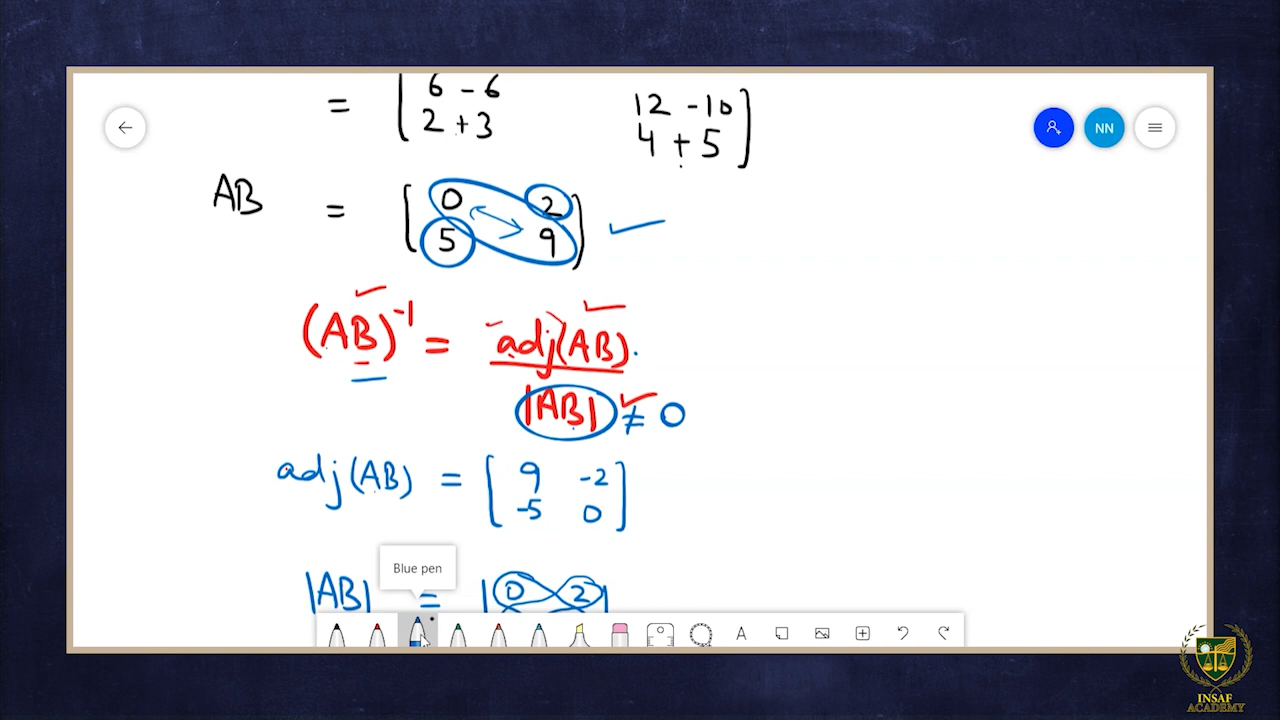 = [ 6 - 6 12 - 10 ]
2 + 3 4 + 5
NN
AB = [ 0 2 ]
5 9
(AB)⁻¹ = adj(AB)
|AB| ≠ 0
adj(AB) = [ 9 -2 ]
-5 0
Blue pen
|AB| = | 0 2 |
A
INSAF
ACADEMY